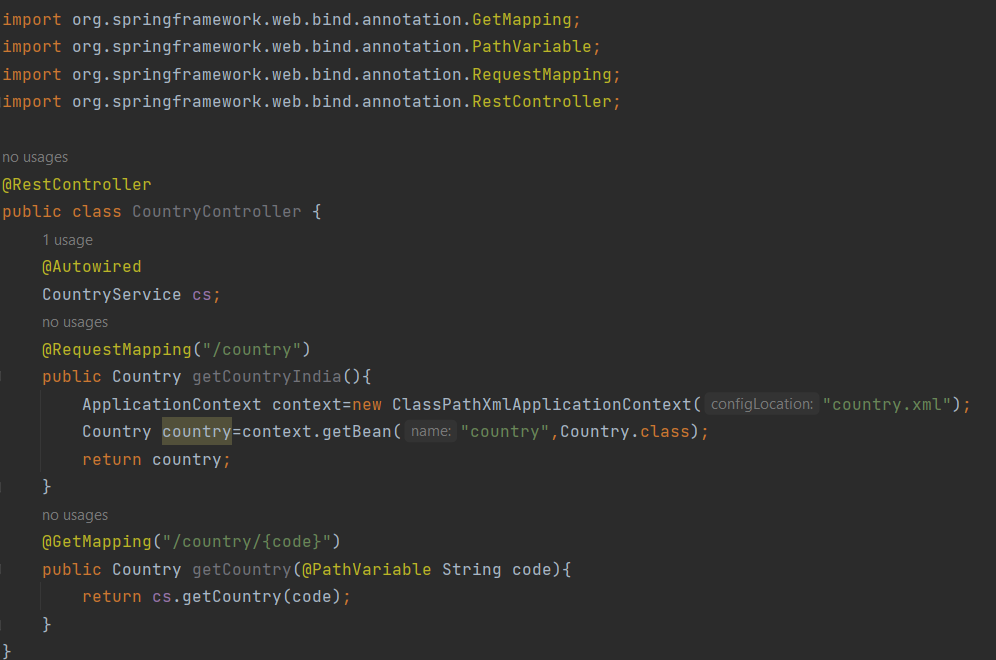 import org.springframework.web.bind.annotation.GetMapping;
import org.springframework.web.bind.annotation.PathVariable;
import org.springframework.web.bind.annotation.RequestMapping;
import org.springframework.web.bind.annotation.RestController;
no usages
@RestController
public class CountryController {
1 usage
@Autowired
CountryService cs;
no usages
@RequestMapping("/country")
public Country getCountryIndia(){
ApplicationContext context=new ClassPathXmlApplicationContext( configLocation: "country.xml");
Country country=context.getBean( name: "country",Country.class);
return country;
}
no usages
@GetMapping("/country/{code}")
public Country getCountry(@PathVariable String code){
return cs.getCountry(code);
}
}